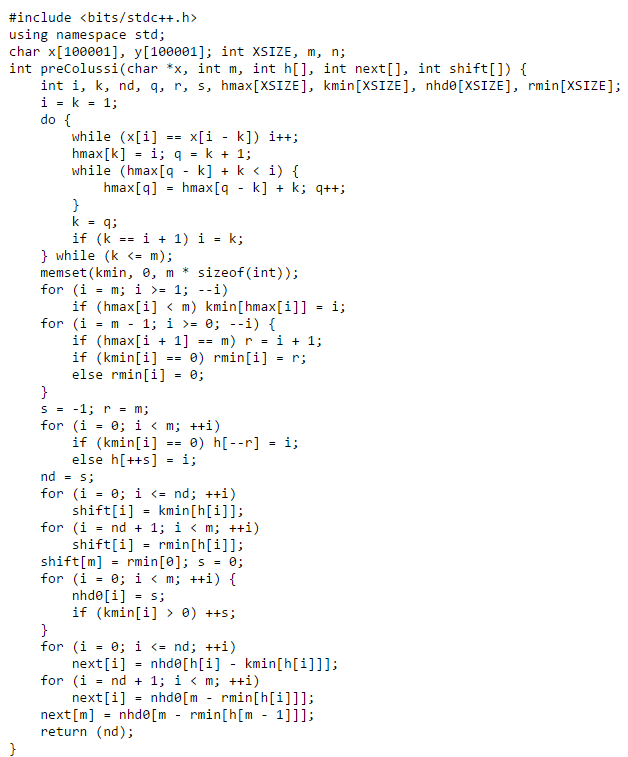 #include <bits/stdc++.h>
using namespace std;
char x[100001], y[100001]; int XSIZE, m, n;
int preColussi(char *x, int m, int h[], int next[], int shift[]) {
    int i, k, nd, q, r, s, hmax[XSIZE], kmin[XSIZE], nhd0[XSIZE], rmin[XSIZE];
    i = k = 1;
    do {
        while (x[i] == x[i - k]) i++;
        hmax[k] = i; q = k + 1;
        while (hmax[q - k] + k < i) {
            hmax[q] = hmax[q - k] + k; q++;
        }
        k = q;
        if (k == i + 1) i = k;
    } while (k <= m);
    memset(kmin, 0, m * sizeof(int));
    for (i = m; i >= 1; --i)
        if (hmax[i] < m) kmin[hmax[i]] = i;
    for (i = m - 1; i >= 0; --i) {
        if (hmax[i + 1] == m) r = i + 1;
        if (kmin[i] == 0) rmin[i] = r;
        else rmin[i] = 0;
    }
    s = -1; r = m;
    for (i = 0; i < m; ++i)
        if (kmin[i] == 0) h[--r] = i;
        else h[++s] = i;
    nd = s;
    for (i = 0; i <= nd; ++i)
        shift[i] = kmin[h[i]];
    for (i = nd + 1; i < m; ++i)
        shift[i] = rmin[h[i]];
    shift[m] = rmin[0]; s = 0;
    for (i = 0; i < m; ++i) {
        nhd0[i] = s;
        if (kmin[i] > 0) ++s;
    }
    for (i = 0; i <= nd; ++i)
        next[i] = nhd0[h[i] - kmin[h[i]]];
    for (i = nd + 1; i < m; ++i)
        next[i] = nhd0[m - rmin[h[i]]];
    next[m] = nhd0[m - rmin[h[m - 1]]];
    return (nd);
}